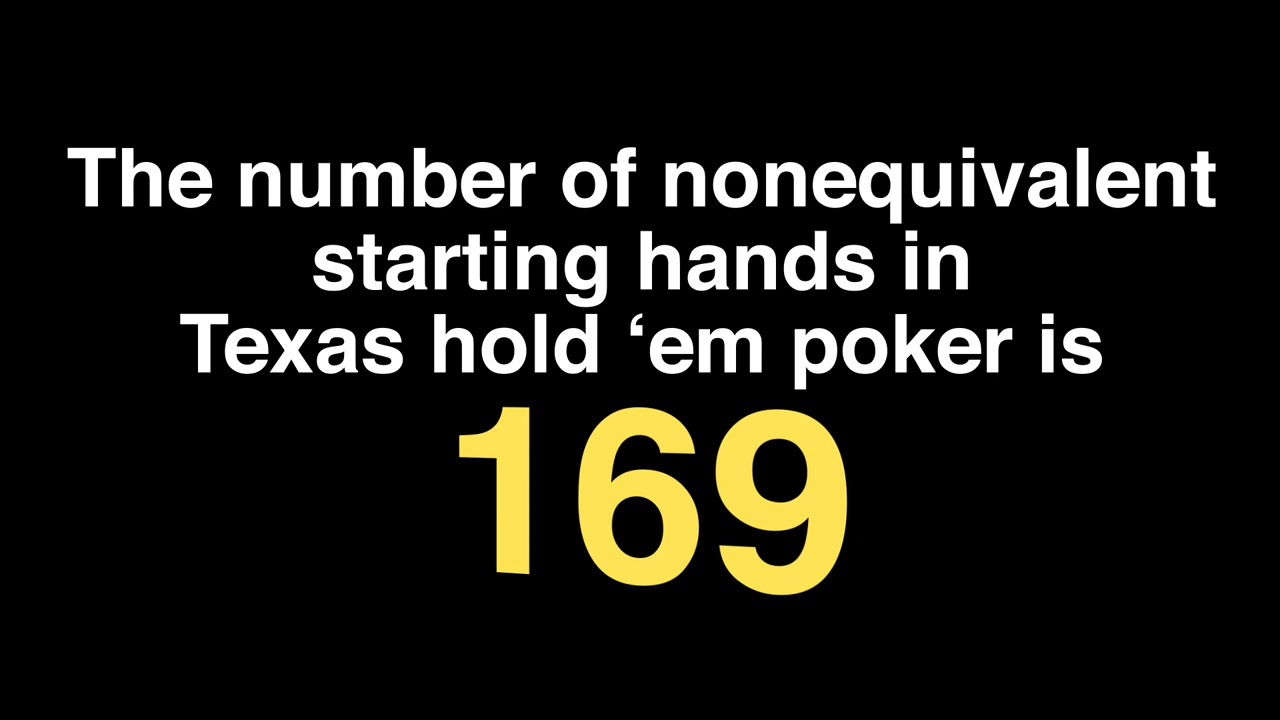 The number of nonequivalent
starting hands in
Texas hold ‘em poker is
169